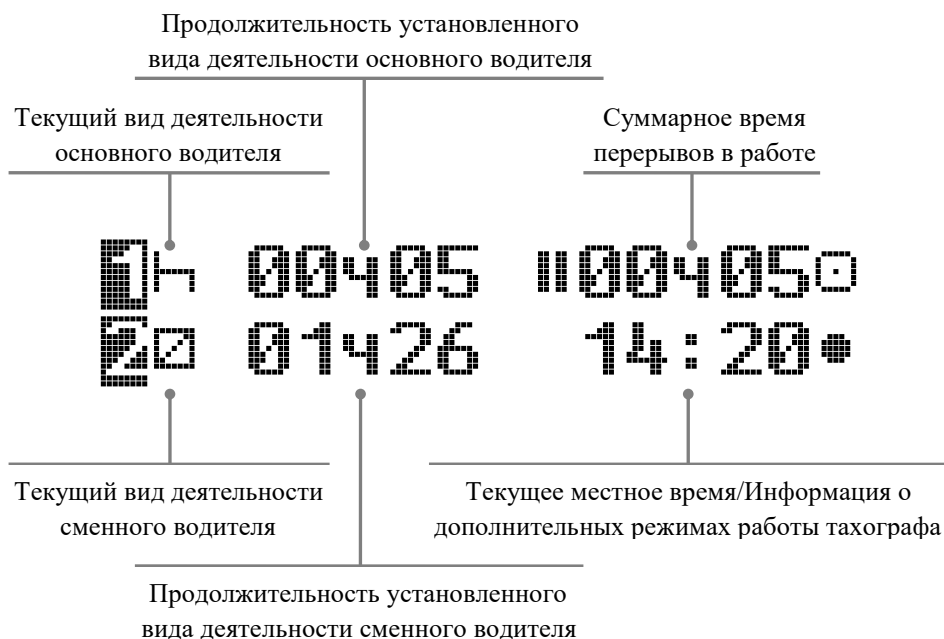 Продолжительность установленного
вида деятельности основного водителя
Текущий вид деятельности
основного водителя
Суммарное время
перерывов в работе
1 00ч05 00ч05
2 01ч26 14:20
Текущий вид деятельности
сменного водителя
Текущее местное время/Информация о
дополнительных режимах работы тахографа
Продолжительность установленного
вида деятельности сменного водителя